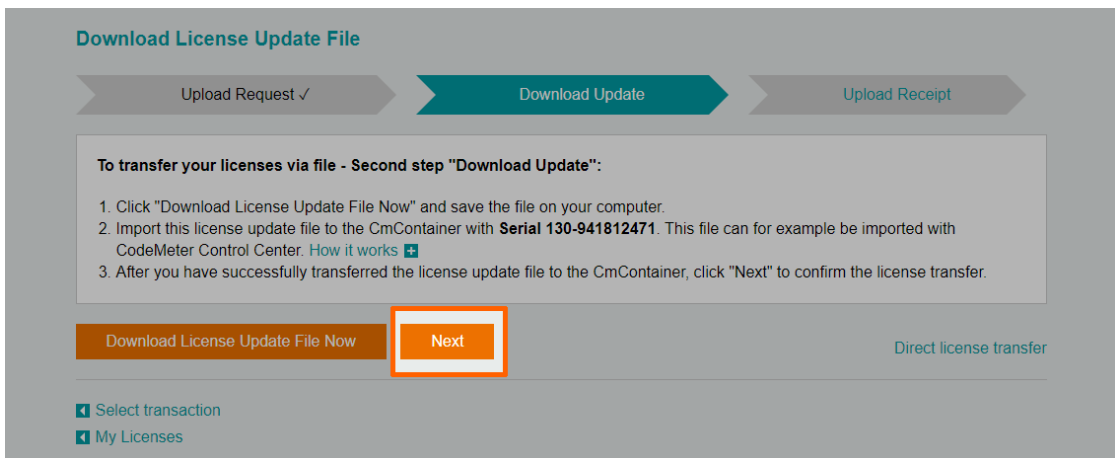 Download License Update File
Upload Request ✓
Download Update
Upload Receipt
To transfer your licenses via file - Second step "Download Update":
1. Click "Download License Update File Now" and save the file on your computer.
2. Import this license update file to the CmContainer with Serial 130-941812471. This file can for example be imported with
CodeMeter Control Center. How it works
3. After you have successfully transferred the license update file to the CmContainer, click "Next" to confirm the license transfer.
Download License Update File Now
Next
Direct license transfer
Select transaction
My Licenses